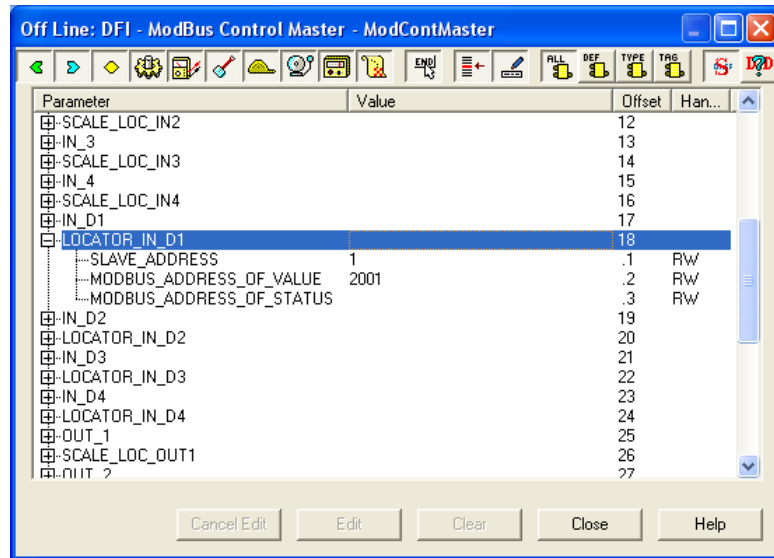 Off Line: DFI - ModBus Control Master - ModContMaster
END ALL DEF TYPE TAG S
Parameter Value Offset Han...
SCALE_LOC_IN2 12
IN_3 13
SCALE_LOC_IN3 14
IN_4 15
SCALE_LOC_IN4 16
IN_D1 17
LOCATOR_IN_D1 18
SLAVE_ADDRESS 1 .1 RW
MODBUS_ADDRESS_OF_VALUE 2001 .2 RW
MODBUS_ADDRESS_OF_STATUS .3 RW
IN_D2 19
LOCATOR_IN_D2 20
IN_D3 21
LOCATOR_IN_D3 22
IN_D4 23
LOCATOR_IN_D4 24
OUT_1 25
SCALE_LOC_OUT1 26
OUT_2 27
Cancel Edit Edit Clear Close Help